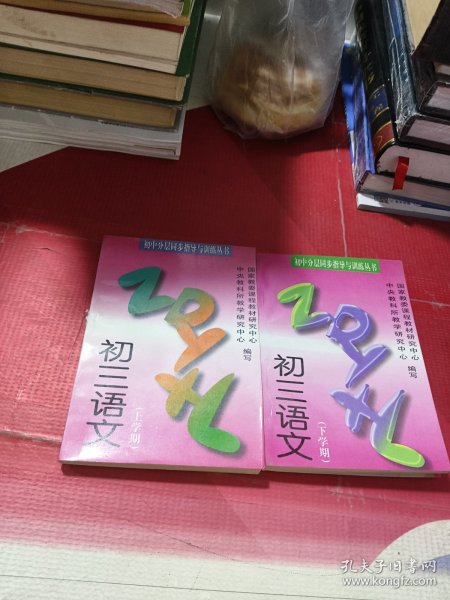 初中分层同步指导与训练丛书
国家教委课程教材研究中心
中央教科所教学研究中心
编写
初三语文
(上学期)
初中分层同步指导与训练丛书
国家教委课程教材研究中心
中央教科所教学研究中心
编写
初三语文
(下学期)
孔夫子旧书网
www.kongfz.com